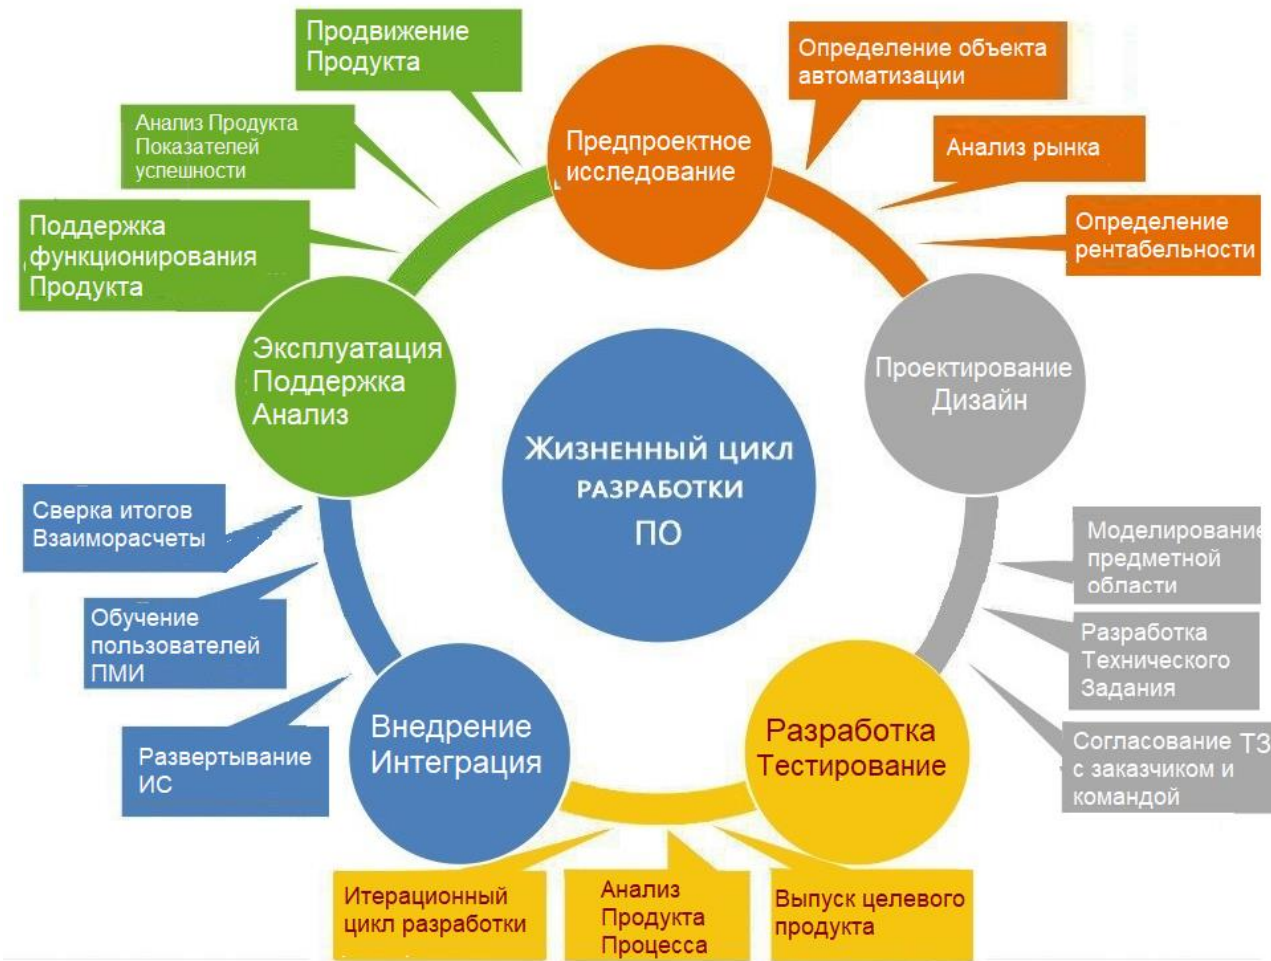 Продвижение
Продукта
Определение объекта
автоматизации
Анализ Продукта
Показателей
успешности
Предпроектное
исследование
Анализ рынка
Поддержка
функционирования
Продукта
Определение
рентабельности
Эксплуатация
Поддержка
Анализ
Проектирование
Дизайн
Жизненный цикл
разработки
ПО
Сверка итогов
Взаиморасчеты
Моделирование
предметной
области
Обучение
пользователей
ПМИ
Разработка
Технического
Задания
Развертывание
ИС
Внедрение
Интеграция
Разработка
Тестирование
Согласование ТЗ
с заказчиком и
командой
Итерационный
цикл разработки
Анализ
Продукта
Процесса
Выпуск целевого
продукта